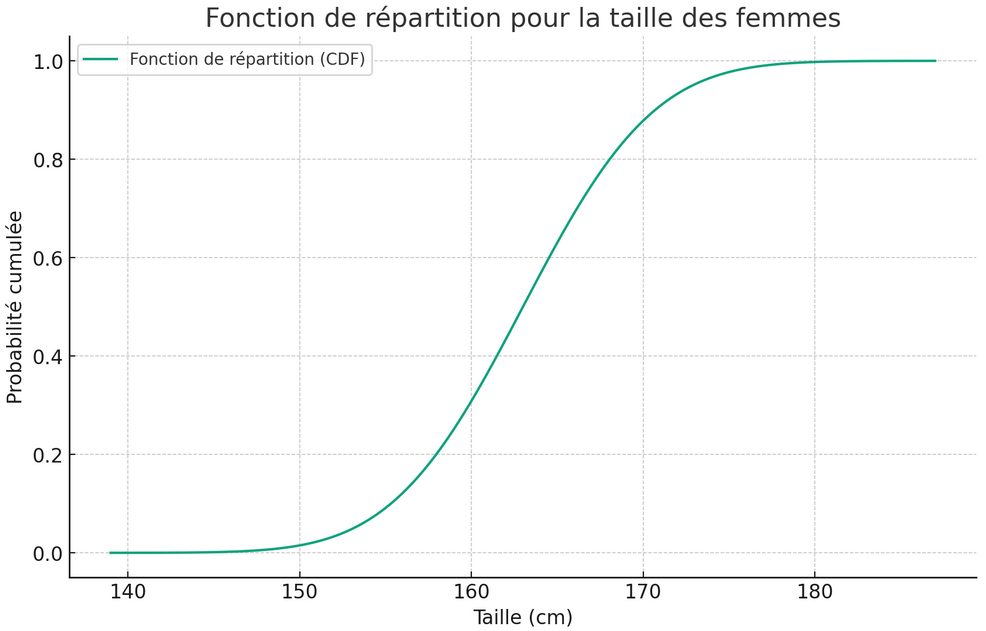 Fonction de répartition pour la taille des femmes
Fonction de répartition (CDF)
1.0
0.8
0.6
0.4
0.2
0.0
Probabilité cumulée
140 150 160 170 180
Taille (cm)